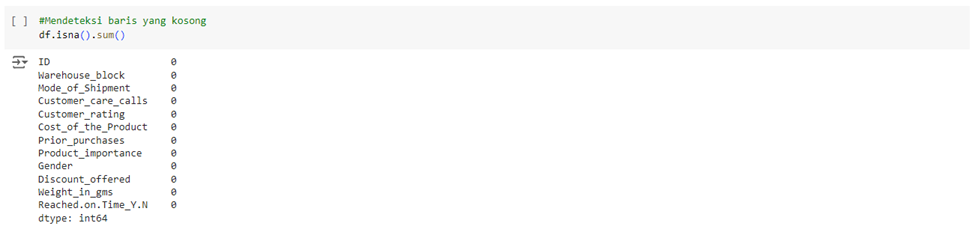 [ ] #Mendeteksi baris yang kosong
df.isna().sum()
ID 0
Warehouse_block 0
Mode_of_Shipment 0
Customer_care_calls 0
Customer_rating 0
Cost_of_the_Product 0
Prior_purchases 0
Product_importance 0
Gender 0
Discount_offered 0
Weight_in_gms 0
Reached.on.Time_Y.N 0
dtype: int64